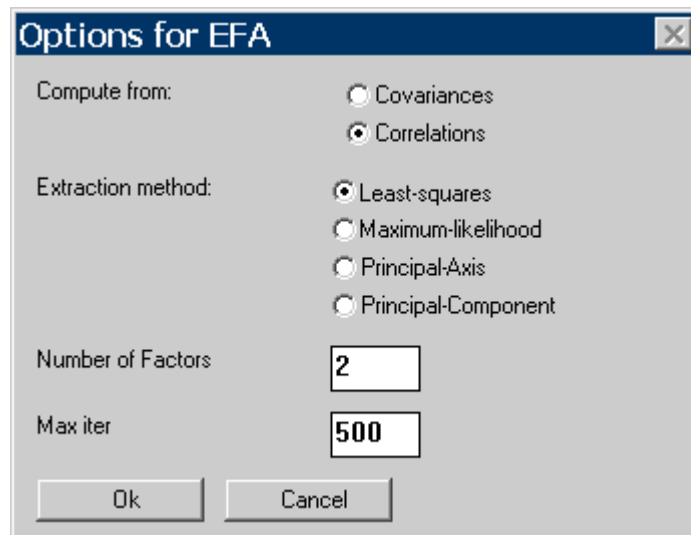 Options for EFA
Compute from:
Covariances
Correlations
Extraction method:
Least-squares
Maximum-likelihood
Principal-Axis
Principal-Component
Number of Factors
2
Max iter
500
Ok
Cancel